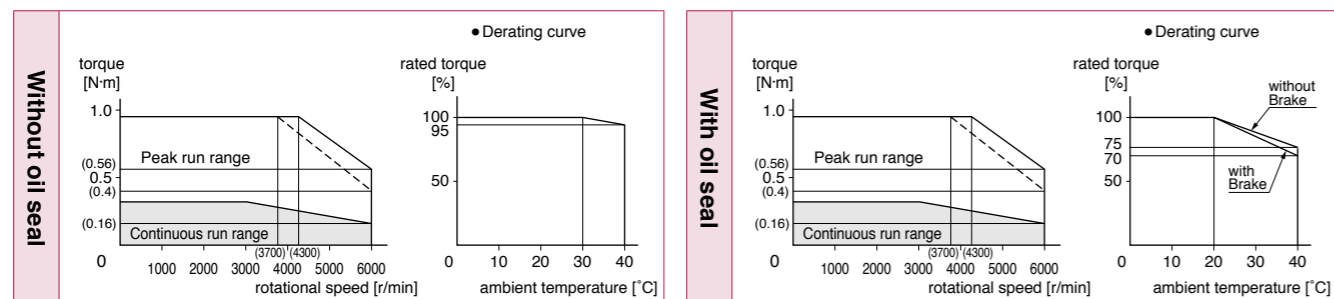 Without oil seal
torque
[N·m]
1.0
(0.56)
0.5
(0.4)
(0.16)
0
Peak run range
Continuous run range
(3700) (4300)
1000 2000 3000 4000 5000 6000
rotational speed [r/min]
● Derating curve
rated torque
[%]
100
95
50
0 10 20 30 40
ambient temperature [˚C]
With oil seal
torque
[N·m]
1.0
(0.56)
0.5
(0.4)
(0.16)
0
Peak run range
Continuous run range
(3700) (4300)
1000 2000 3000 4000 5000 6000
rotational speed [r/min]
● Derating curve
rated torque
[%]
without
Brake
100
75
70
with
Brake
50
0 10 20 30 40
ambient temperature [˚C]